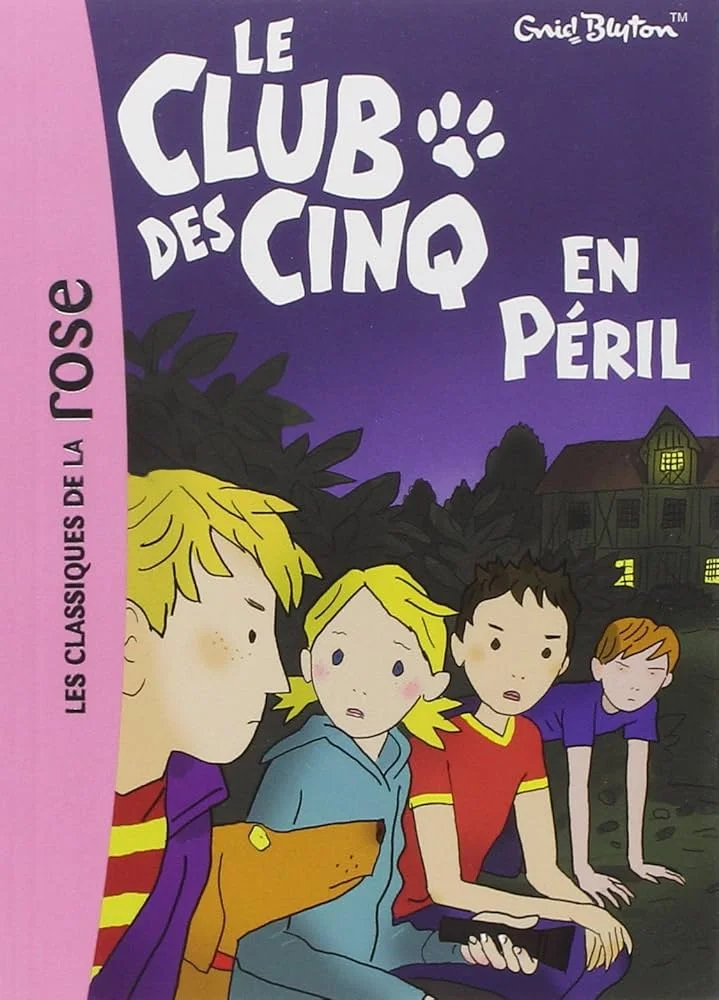 Enid Blyton™
LE
CLUB
DES CINQ
EN
PÉRIL
LES CLASSIQUES DE LA rose